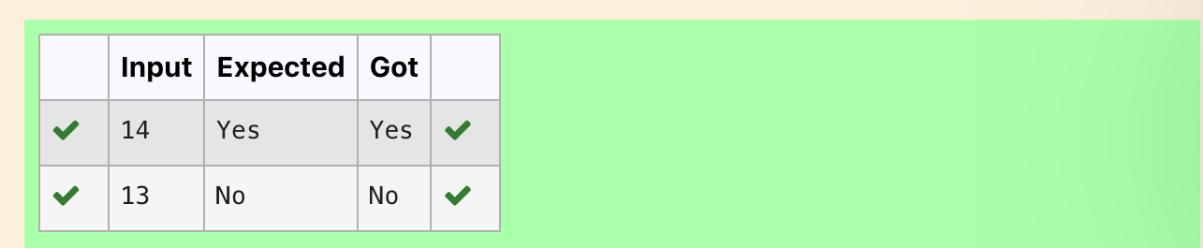 Input Expected Got
14 Yes Yes
13 No No